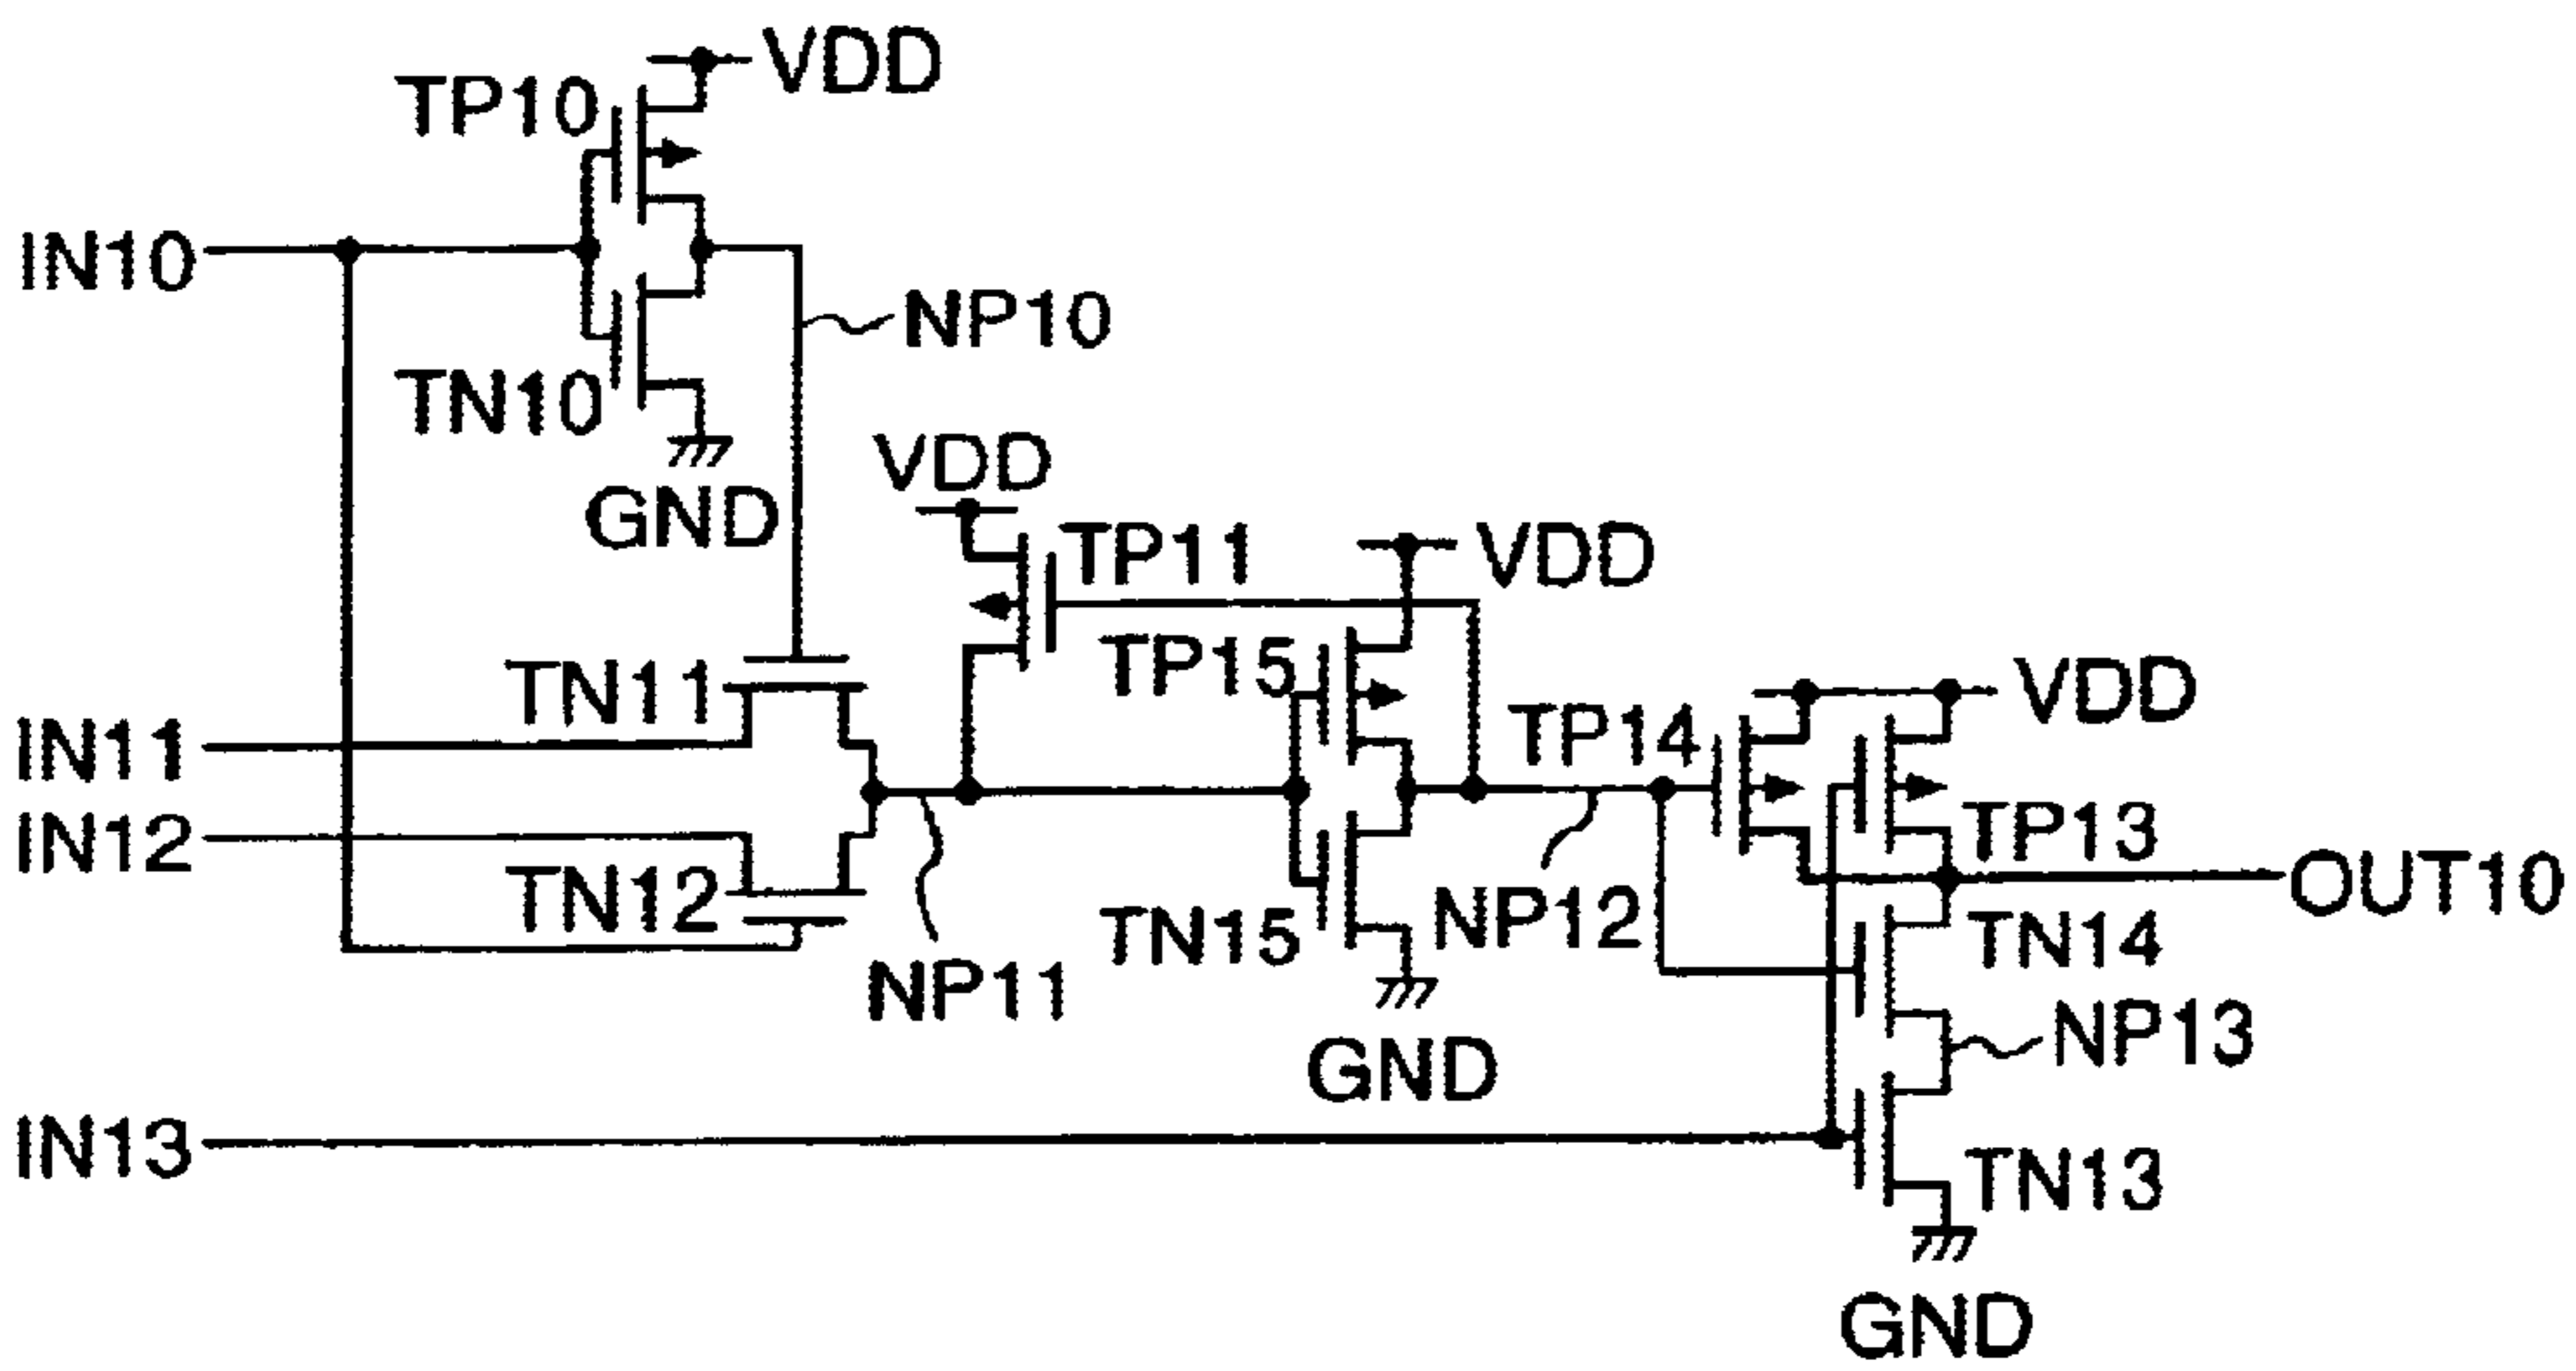 VDD
TP10
IN10
NP10
TN10
VDD
GND
TP11
VDD
TP15
TN11
TP14
VDD
IN11
IN12
TP13
TN12
OUT10
TN15
NP12
TN14
NP11
NP13
GND
IN13
TN13
GND